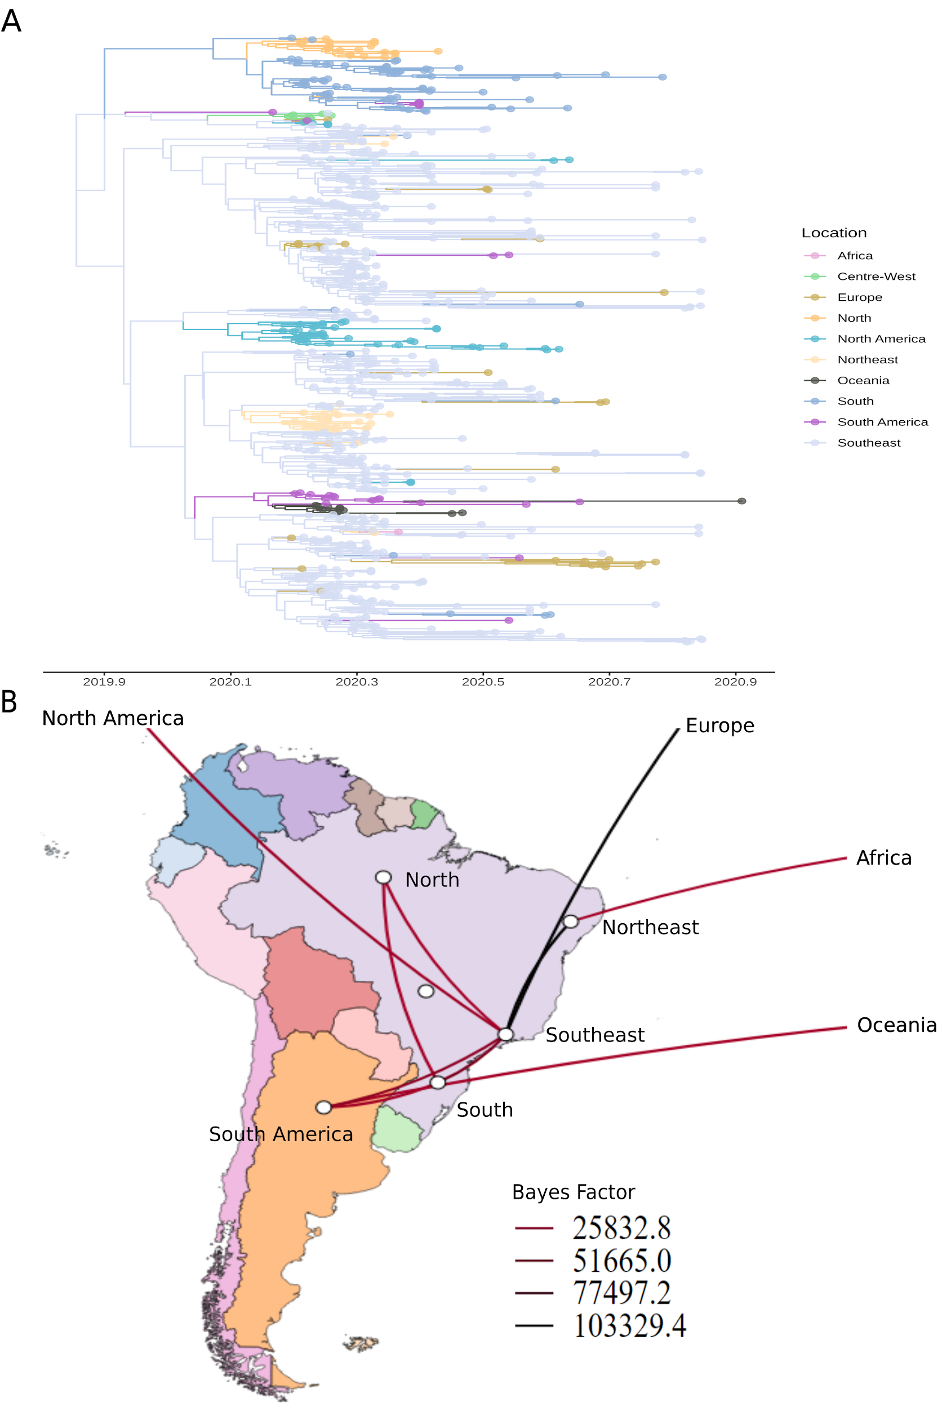 A
Location
Africa
Centre-West
Europe
North
North America
Northeast
Oceania
South
South America
Southeast
2019.9 2020.1 2020.3 2020.5 2020.7 2020.9
B
North America
Europe
Africa
North
Northeast
Oceania
Southeast
South
South America
Bayes Factor
25832.8
51665.0
77497.2
103329.4